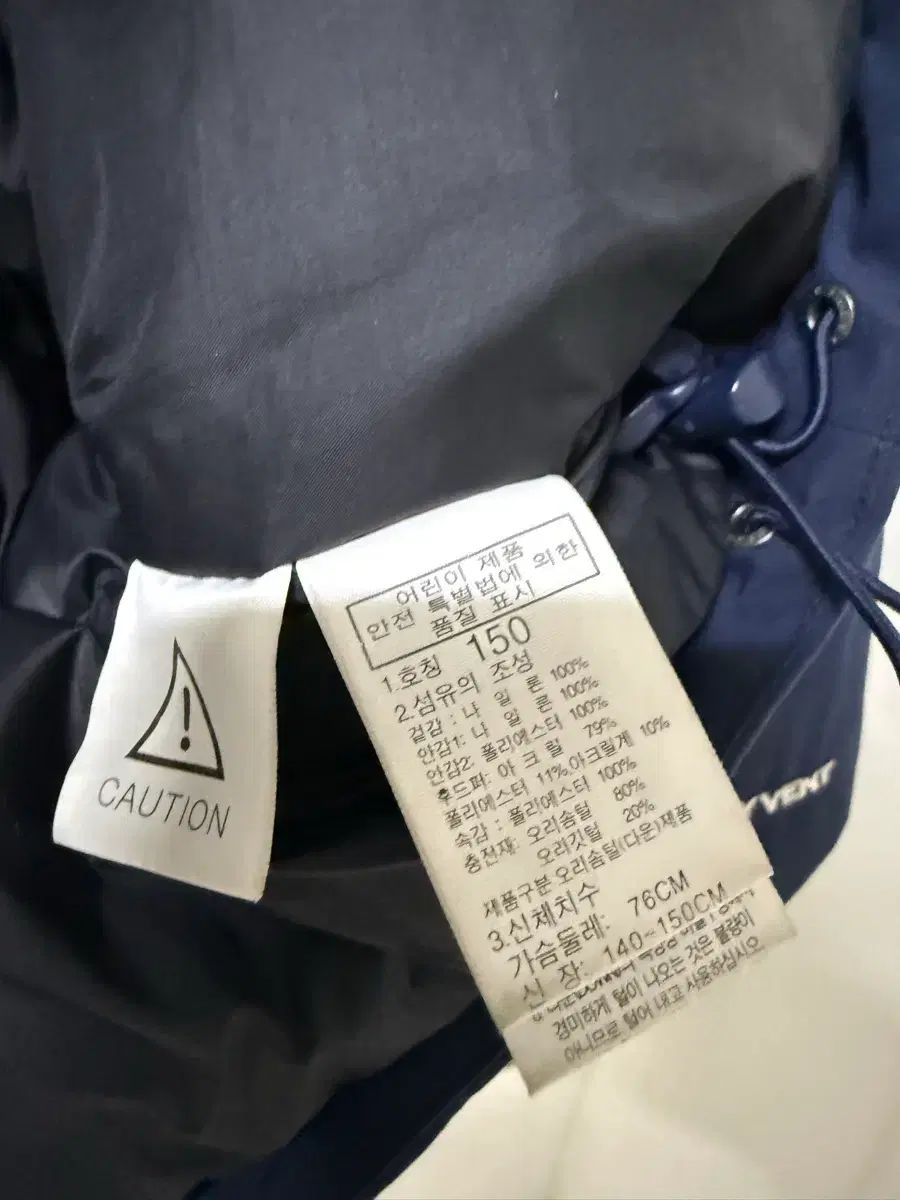 CAUTION
어린이 제품
안전 특별법에 의한
품질 표시
1.호칭 150
2.섬유의 조성
겉감 : 나 일 론 100%
안감1: 나 일 론 100%
안감2: 폴리에스터 100%
후드퍼: 아 크 릴 79%
폴리에스터 11%,아크릴계 10%
속감 : 폴리에스터 100%
충전재: 오리솜털 80%
오리깃털 20%
제품구분 오리솜털(다운)제품
3.신체치수
가슴둘레: 76CM
신 장: 140~150CM
경미하게 털이 나오는 것은 불량이
아니므로 털어 내고 사용하십시오
YVENT